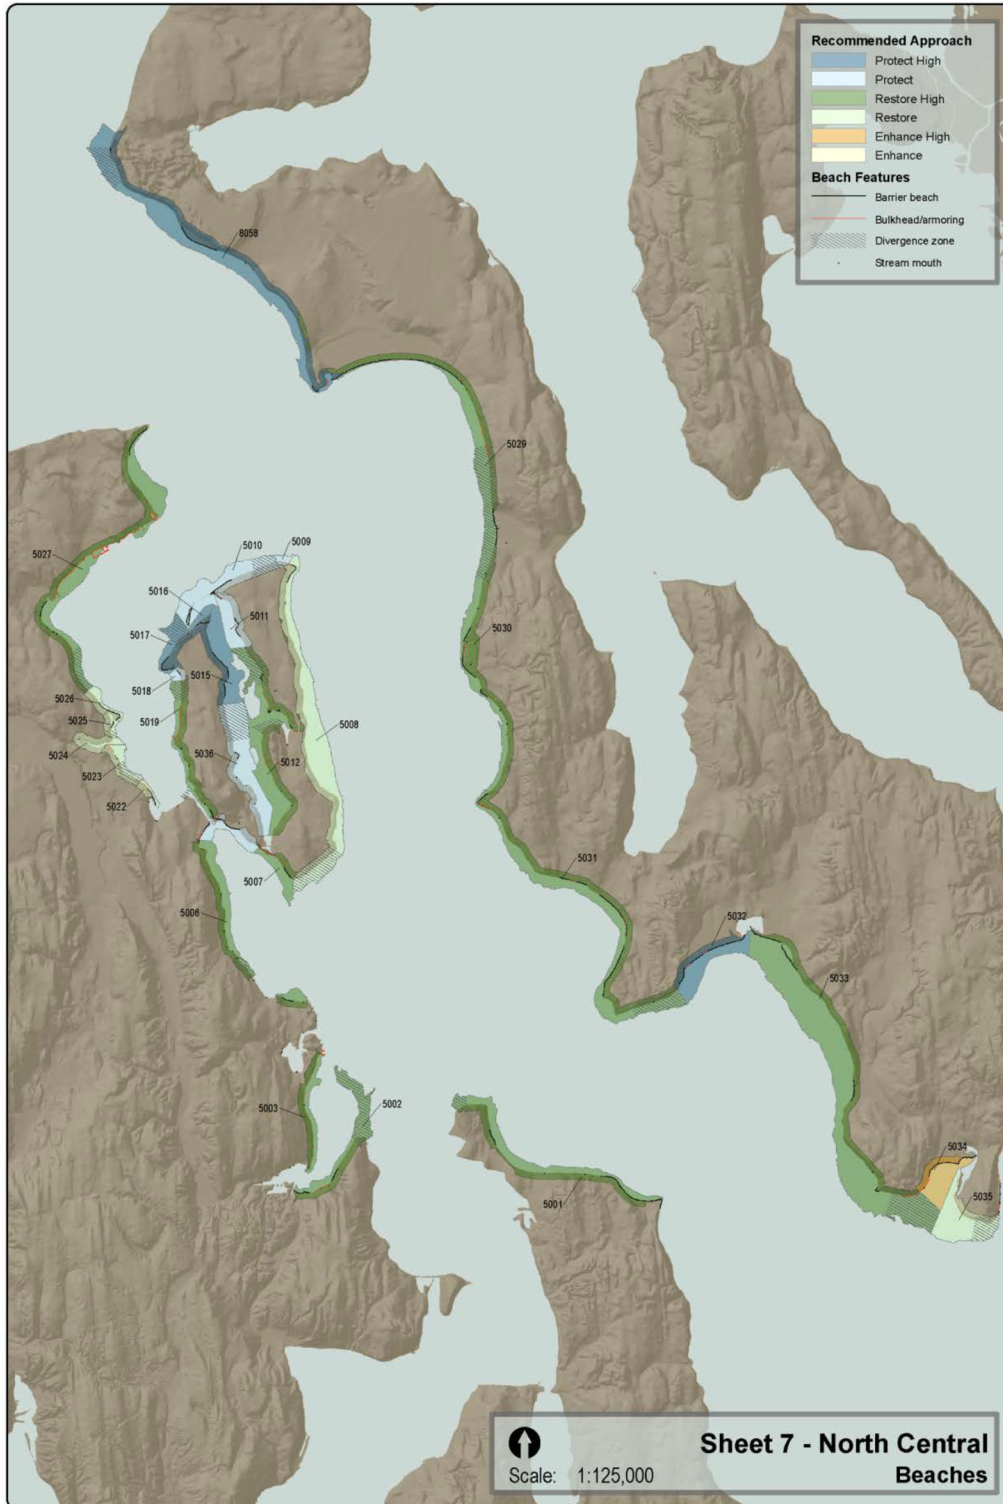 Recommended Approach
Protect High
Protect
Restore High
Restore
Enhance High
Enhance
Beach Features
Barrier beach
Bulkhead/armoring
Divergence zone
Stream mouth
8058
5029
5027
5010
5009
5016
5011
5017
5030
5018
5015
5026
5019
5025
5008
5024
5036
5023
5012
5022
5031
5007
5006
5032
5033
5003
5002
5034
5001
5035
Sheet 7 - North Central
Beaches
Scale: 1:125,000